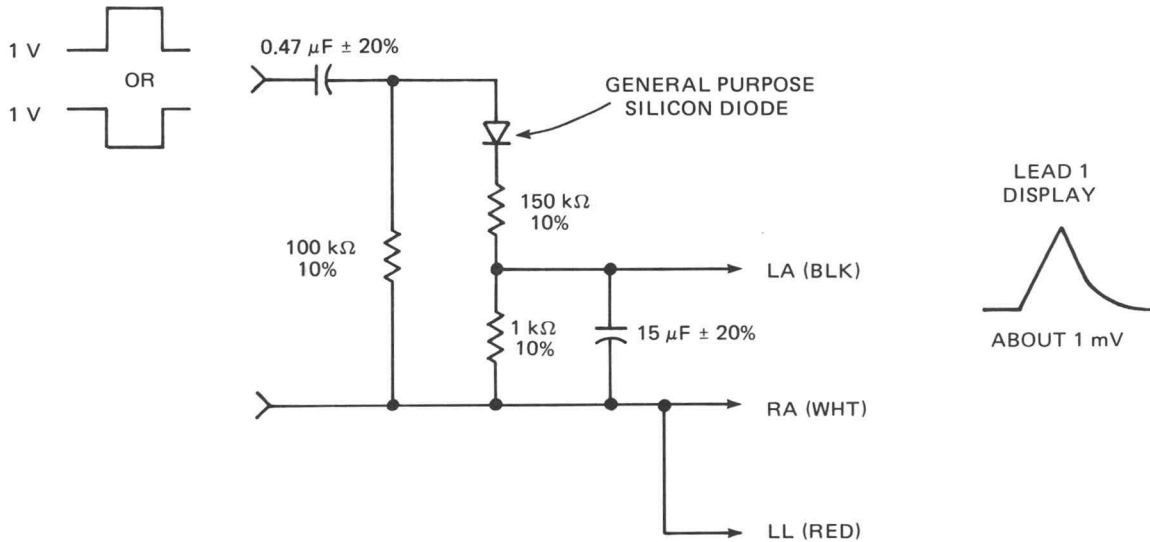 1 V
OR
1 V
0.47 μF ± 20%
GENERAL PURPOSE
SILICON DIODE
150 kΩ
10%
100 kΩ
10%
1 kΩ
10%
15 μF ± 20%
LA (BLK)
RA (WHT)
LL (RED)
LEAD 1
DISPLAY
ABOUT 1 mV